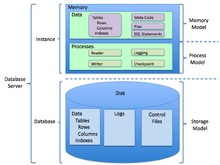 Memory
Data
Tables
Rows
Columns
Indexes
Meta Code
Plan
SQL Statements
Memory
Model
Instance
Processes
Reader
Logging
Writer
Checkpoint
Process
Model
Database
Server
Disk
Data
Tables
Rows
Columns
Indexes
Logs
Control
Files
Database
Storage
Model